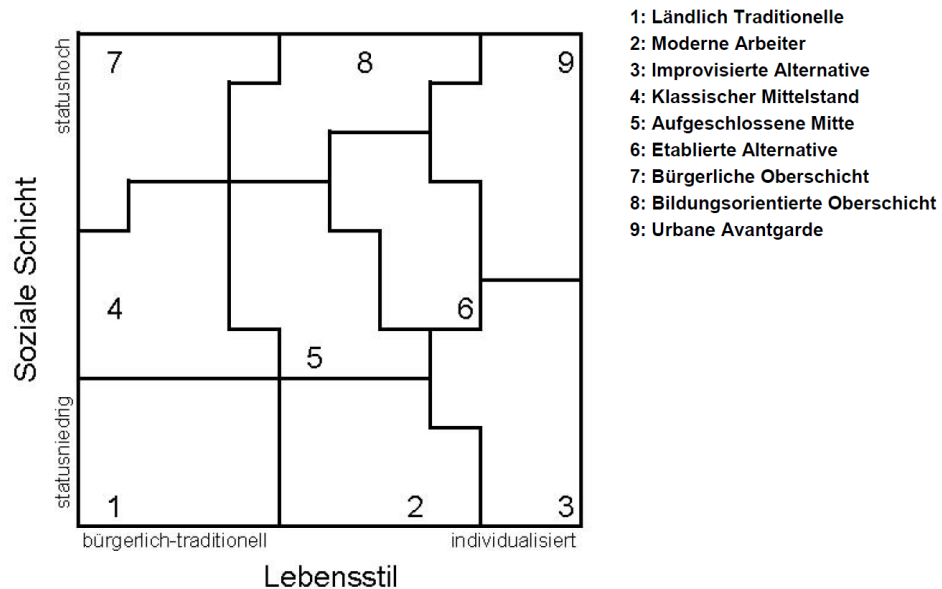 1: Ländlich Traditionelle
2: Moderne Arbeiter
3: Improvisierte Alternative
4: Klassischer Mittelstand
5: Aufgeschlossene Mitte
6: Etablierte Alternative
7: Bürgerliche Oberschicht
8: Bildungsorientierte Oberschicht
9: Urbane Avantgarde
Soziale Schicht
statushoch
statusniedrig
7
8
9
4
6
5
1
2
3
bürgerlich-traditionell
individualisiert
Lebensstil